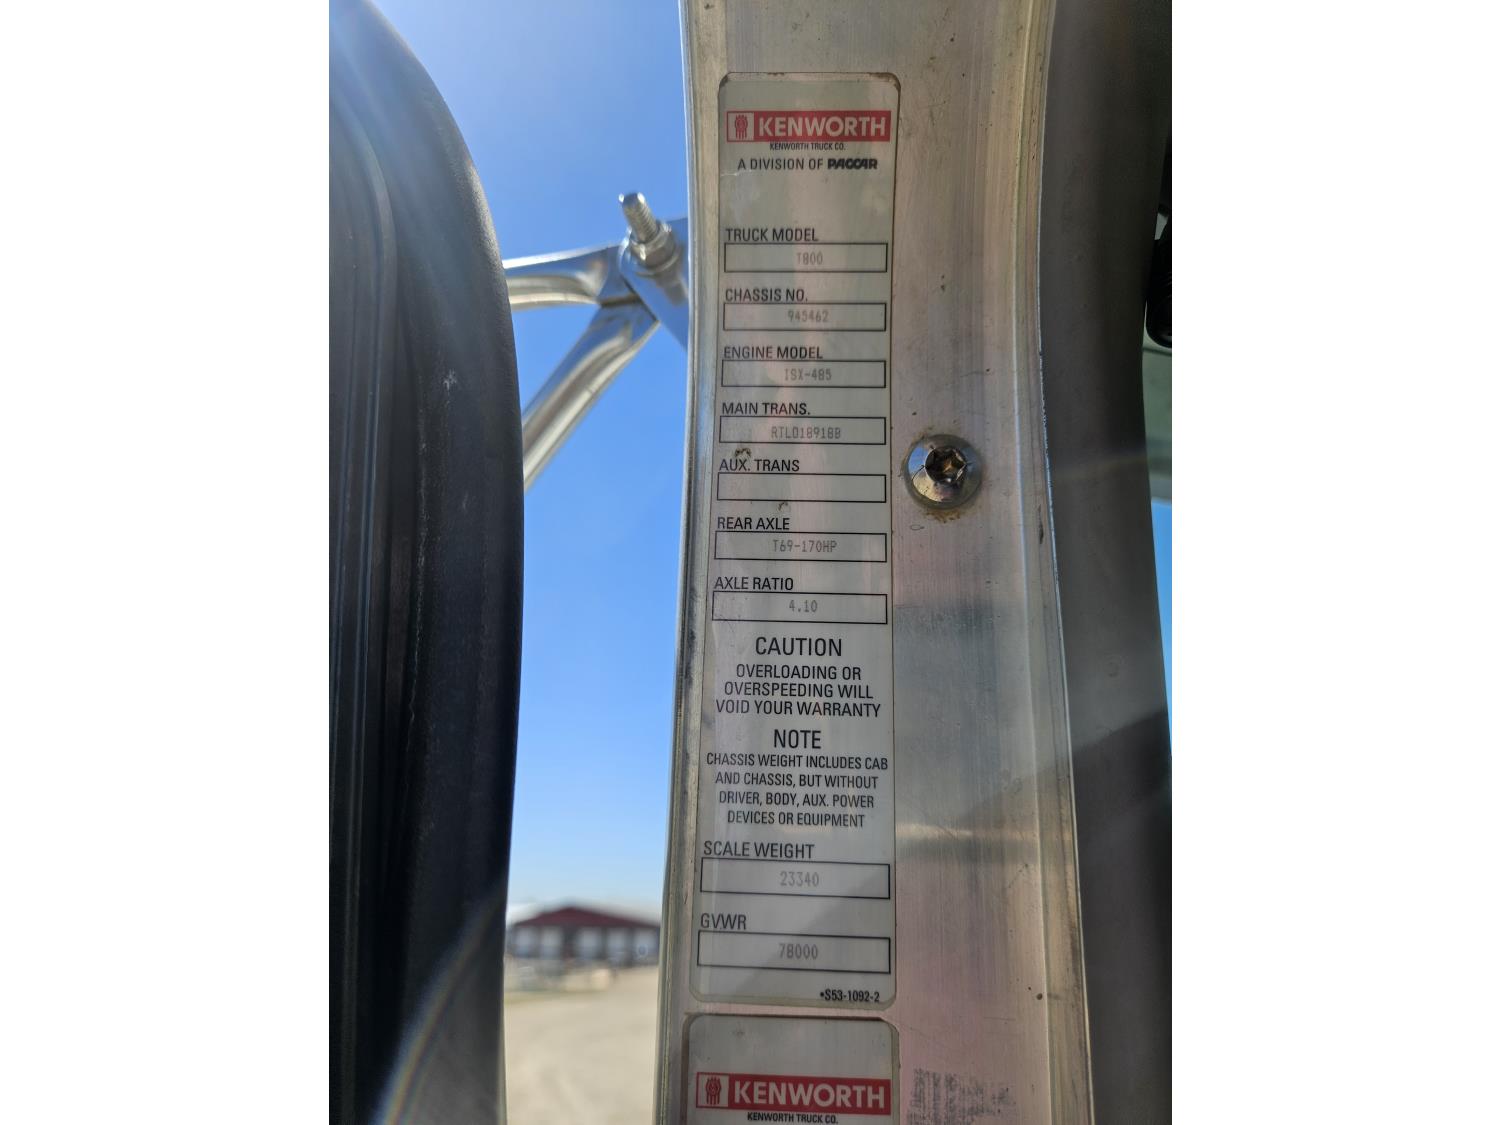 KENWORTH
KENWORTH TRUCK CO.
A DIVISION OF PACCAR
TRUCK MODEL
T800
CHASSIS NO.
945462
ENGINE MODEL
ISX-485
MAIN TRANS.
RTLO18918B
AUX. TRANS
REAR AXLE
T69-170HP
AXLE RATIO
4.10
CAUTION
OVERLOADING OR
OVERSPEEDING WILL
VOID YOUR WARRANTY
NOTE
CHASSIS WEIGHT INCLUDES CAB
AND CHASSIS, BUT WITHOUT
DRIVER, BODY, AUX. POWER
DEVICES OR EQUIPMENT
SCALE WEIGHT
23340
GVWR
78000
•S53-1092-2
KENWORTH
KENWORTH TRUCK CO.